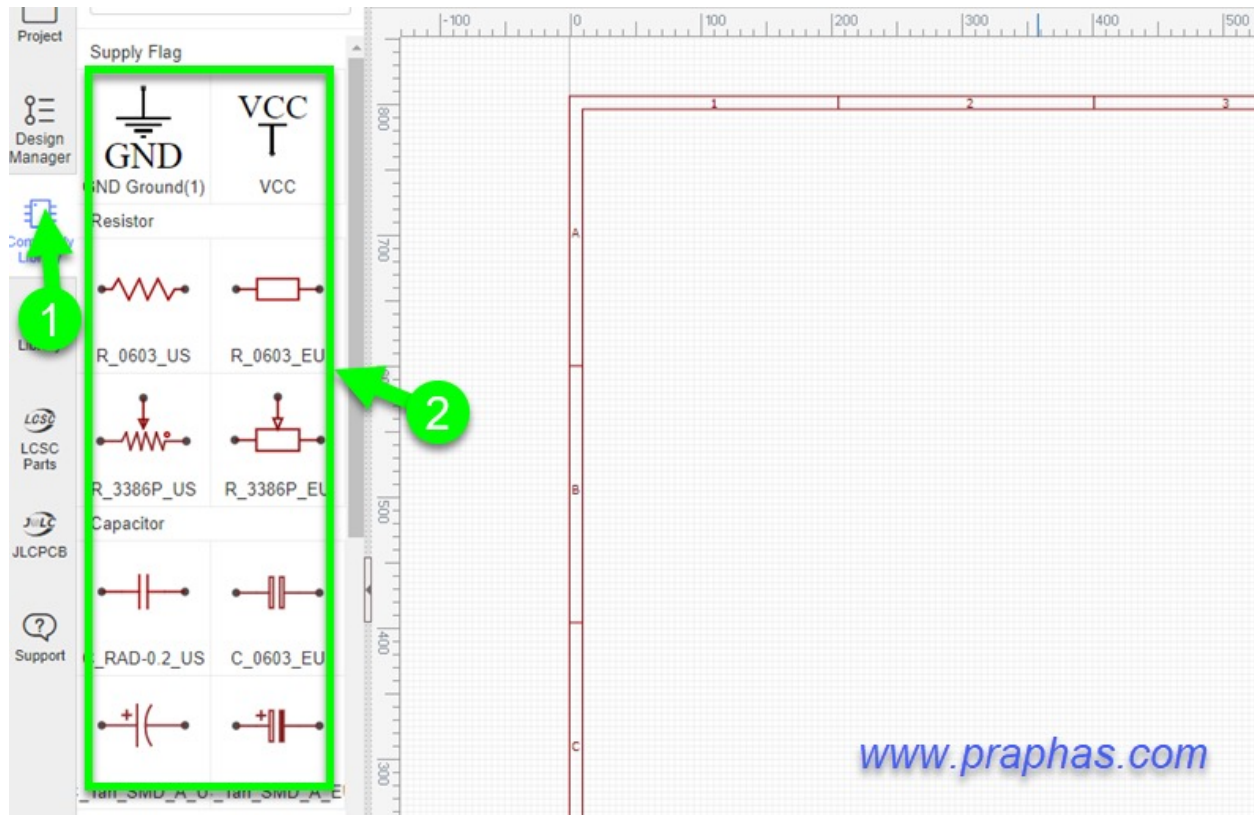 Project
Design
Manager
LCSC
LCSC
Parts
JLCPCB
Support
Supply Flag
GND
VCC
GND Ground(1)
VCC
Resistor
R_0603_US
R_0603_EU
R_3386P_US
R_3386P_EU
Capacitor
C_RAD-0.2_US
C_0603_EU
1
2
-100
0
100
200
300
400
500
800
700
500
400
300
1
2
3
A
B
C
www.praphas.com